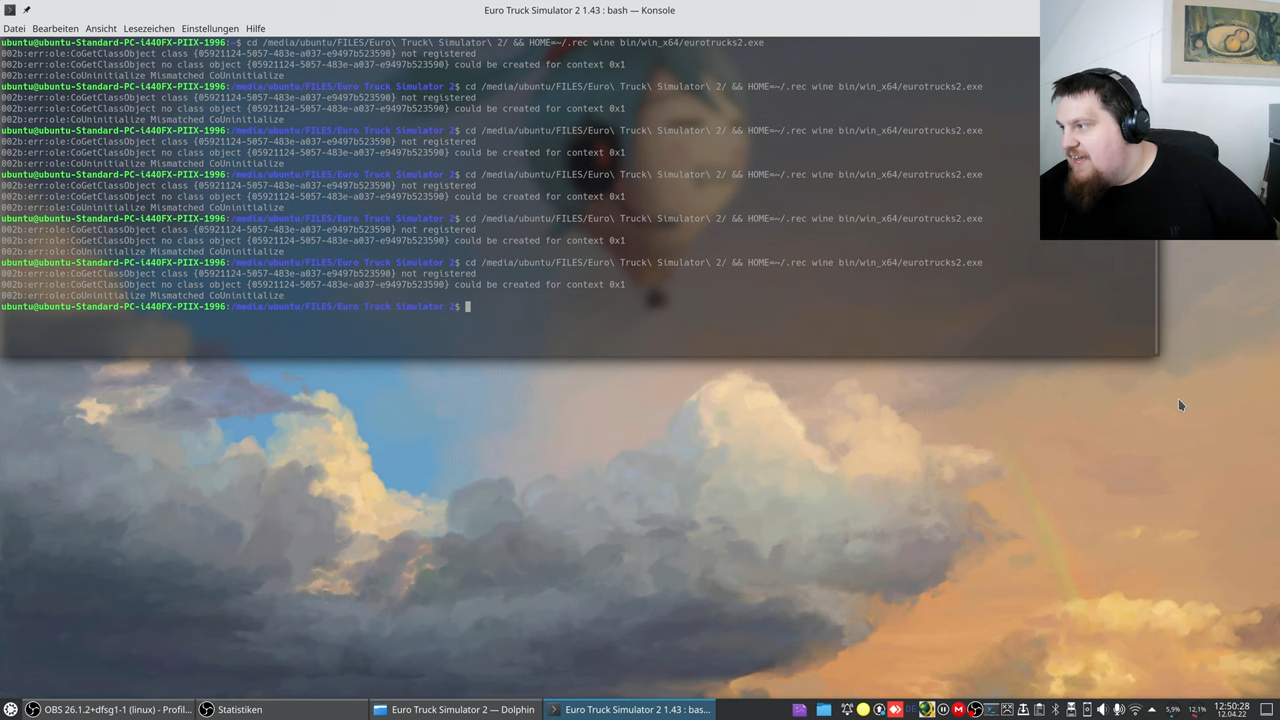 Euro Truck Simulator 2 1.43 : bash — Konsole
Datei Bearbeiten Ansicht Lesezeichen Einstellungen Hilfe
ubuntu@ubuntu-Standard-PC-i440FX-PIIX-1996:~$ cd /media/ubuntu/FILES/Euro\ Truck\ Simulator\ 2/ && HOME=~/.rec wine bin/win_x64/eurotrucks2.exe
002b:err:ole:CoGetClassObject class {05921124-5057-483e-a037-e9497b523590} not registered
002b:err:ole:CoGetClassObject no class object {05921124-5057-483e-a037-e9497b523590} could be created for context 0x1
002b:err:ole:CoUninitialize Mismatched CoUninitialize
ubuntu@ubuntu-Standard-PC-i440FX-PIIX-1996:/media/ubuntu/FILES/Euro Truck Simulator 2$ cd /media/ubuntu/FILES/Euro\ Truck\ Simulator\ 2/ && HOME=~/.rec wine bin/win_x64/eurotrucks2.exe
002b:err:ole:CoGetClassObject class {05921124-5057-483e-a037-e9497b523590} not registered
002b:err:ole:CoGetClassObject no class object {05921124-5057-483e-a037-e9497b523590} could be created for context 0x1
002b:err:ole:CoUninitialize Mismatched CoUninitialize
ubuntu@ubuntu-Standard-PC-i440FX-PIIX-1996:/media/ubuntu/FILES/Euro Truck Simulator 2$ cd /media/ubuntu/FILES/Euro\ Truck\ Simulator\ 2/ && HOME=~/.rec wine bin/win_x64/eurotrucks2.exe
002b:err:ole:CoGetClassObject class {05921124-5057-483e-a037-e9497b523590} not registered
002b:err:ole:CoGetClassObject no class object {05921124-5057-483e-a037-e9497b523590} could be created for context 0x1
002b:err:ole:CoUninitialize Mismatched CoUninitialize
ubuntu@ubuntu-Standard-PC-i440FX-PIIX-1996:/media/ubuntu/FILES/Euro Truck Simulator 2$ cd /media/ubuntu/FILES/Euro\ Truck\ Simulator\ 2/ && HOME=~/.rec wine bin/win_x64/eurotrucks2.exe
002b:err:ole:CoGetClassObject class {05921124-5057-483e-a037-e9497b523590} not registered
002b:err:ole:CoGetClassObject no class object {05921124-5057-483e-a037-e9497b523590} could be created for context 0x1
002b:err:ole:CoUninitialize Mismatched CoUninitialize
ubuntu@ubuntu-Standard-PC-i440FX-PIIX-1996:/media/ubuntu/FILES/Euro Truck Simulator 2$ cd /media/ubuntu/FILES/Euro\ Truck\ Simulator\ 2/ && HOME=~/.rec wine bin/win_x64/eurotrucks2.exe
002b:err:ole:CoGetClassObject class {05921124-5057-483e-a037-e9497b523590} not registered
002b:err:ole:CoGetClassObject no class object {05921124-5057-483e-a037-e9497b523590} could be created for context 0x1
002b:err:ole:CoUninitialize Mismatched CoUninitialize
ubuntu@ubuntu-Standard-PC-i440FX-PIIX-1996:/media/ubuntu/FILES/Euro Truck Simulator 2$ cd /media/ubuntu/FILES/Euro\ Truck\ Simulator\ 2/ && HOME=~/.rec wine bin/win_x64/eurotrucks2.exe
002b:err:ole:CoGetClassObject class {05921124-5057-483e-a037-e9497b523590} not registered
002b:err:ole:CoGetClassObject no class object {05921124-5057-483e-a037-e9497b523590} could be created for context 0x1
002b:err:ole:CoUninitialize Mismatched CoUninitialize
ubuntu@ubuntu-Standard-PC-i440FX-PIIX-1996:/media/ubuntu/FILES/Euro Truck Simulator 2$
OBS 26.1.2+dfsg1-1 (linux) - Profil... Statistiken Euro Truck Simulator 2 — Dolphin Euro Truck Simulator 2 1.43 : bas... DE 5,9% 12,1% 12:50:28
12.04.22